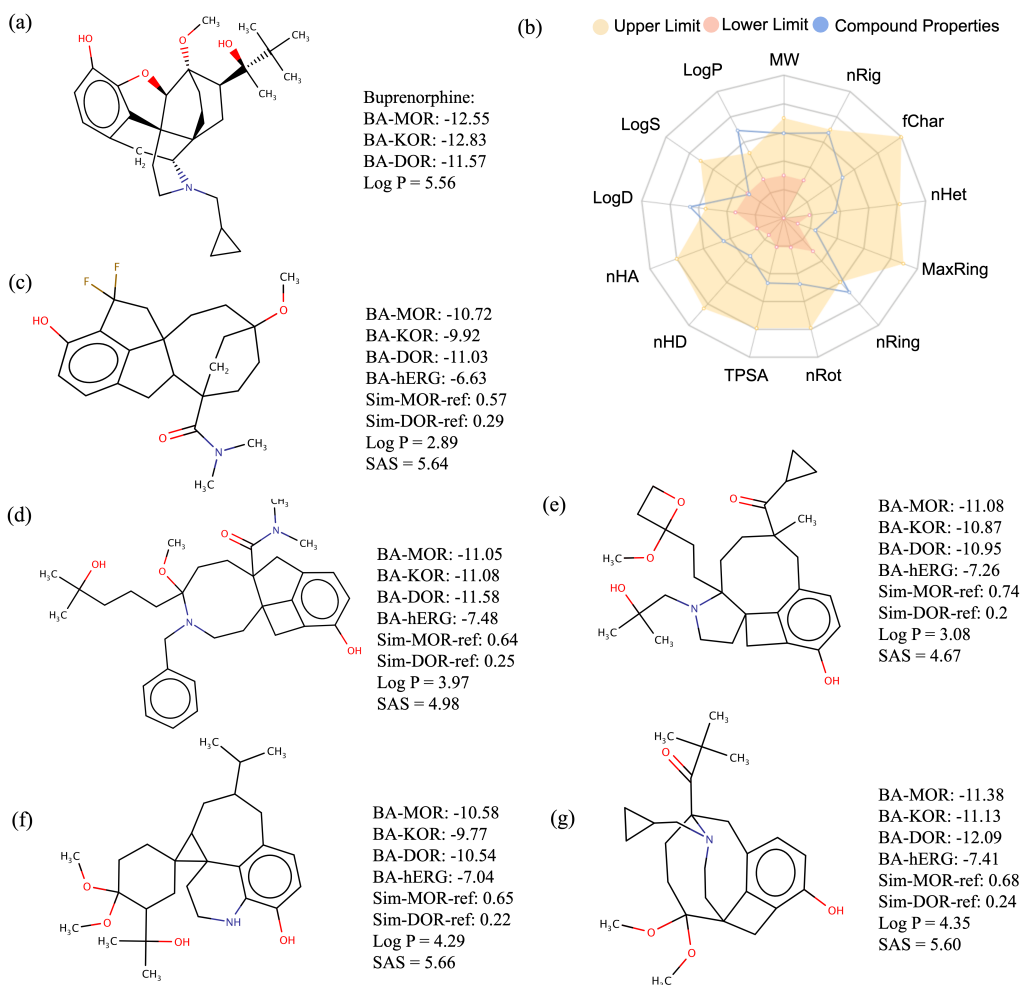 (a)
CH₃
HO
O
O
HO
CH₃
CH₃
CH₃
CH₃
C
H₂
N
Buprenorphine:
BA-MOR: -12.55
BA-KOR: -12.83
BA-DOR: -11.57
Log P = 5.56
(b)
Upper Limit
Lower Limit
Compound Properties
MW
LogP
nRig
LogS
fChar
LogD
nHet
nHA
MaxRing
nHD
nRing
TPSA
nRot
(c)
F
F
CH₃
O
HO
CH₂
O
N
CH₃
H₃C
BA-MOR: -10.72
BA-KOR: -9.92
BA-DOR: -11.03
BA-hERG: -6.63
Sim-MOR-ref: 0.57
Sim-DOR-ref: 0.29
Log P = 2.89
SAS = 5.64
(d)
CH₃
O
N
CH₃
CH₃
OH
O
H₃C
CH₃
N
OH
BA-MOR: -11.05
BA-KOR: -11.08
BA-DOR: -11.58
BA-hERG: -7.48
Sim-MOR-ref: 0.64
Sim-DOR-ref: 0.25
Log P = 3.97
SAS = 4.98
(e)
O
O
CH₃
H₃C
O
HO
N
H₃C
CH₃
OH
BA-MOR: -11.08
BA-KOR: -10.87
BA-DOR: -10.95
BA-hERG: -7.26
Sim-MOR-ref: 0.74
Sim-DOR-ref: 0.2
Log P = 3.08
SAS = 4.67
(f)
H₃C
CH₃
H₃C
O
H₃C
O
H₃C
OH
CH₃
NH
OH
BA-MOR: -10.58
BA-KOR: -9.77
BA-DOR: -10.54
BA-hERG: -7.04
Sim-MOR-ref: 0.65
Sim-DOR-ref: 0.22
Log P = 4.29
SAS = 5.66
(g)
CH₃
H₃C
CH₃
O
N
OH
H₃C
O
O
H₃C
BA-MOR: -11.38
BA-KOR: -11.13
BA-DOR: -12.09
BA-hERG: -7.41
Sim-MOR-ref: 0.68
Sim-DOR-ref: 0.24
Log P = 4.35
SAS = 5.60